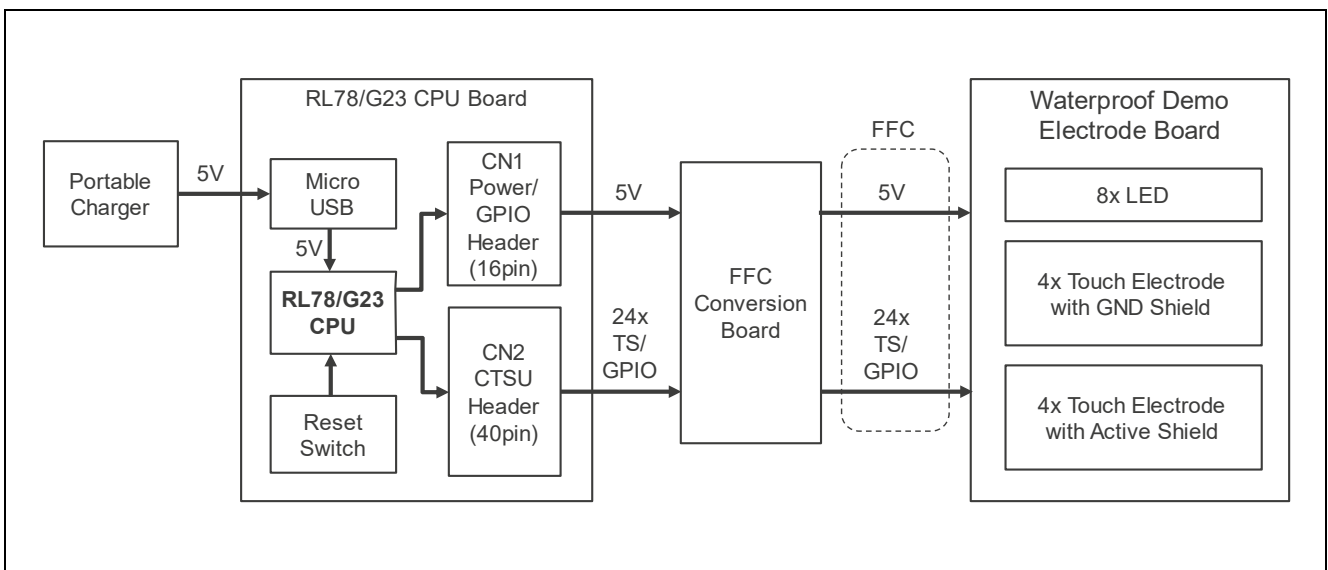 RL78/G23 CPU Board
Portable
Charger
5V
Micro
USB
5V
RL78/G23
CPU
Reset
Switch
CN1
Power/
GPIO
Header
(16pin)
CN2
CTSU
Header
(40pin)
5V
24x
TS/
GPIO
FFC
Conversion
Board
FFC
5V
24x
TS/
GPIO
Waterproof Demo
Electrode Board
8x LED
4x Touch Electrode
with GND Shield
4x Touch Electrode
with Active Shield